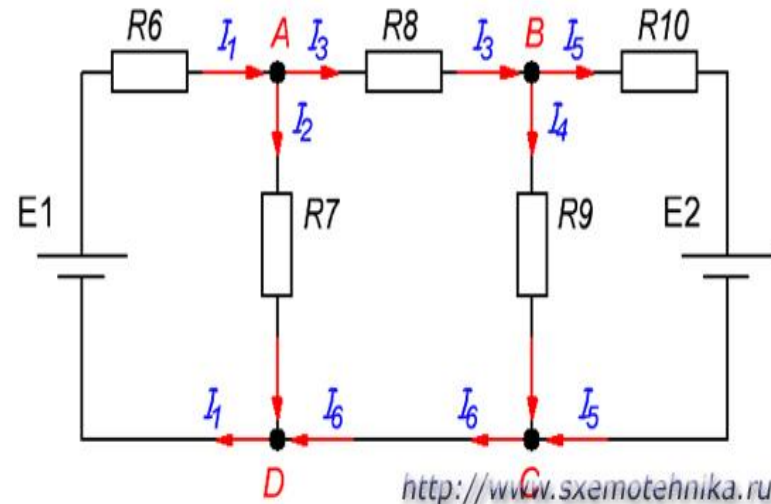 R6 I1 A I3 R8 I3 B I5 R10
I2 I4
E1 R7 R9 E2
I1 I6 I6 I5
D C
http://www.sxemotehnika.ru